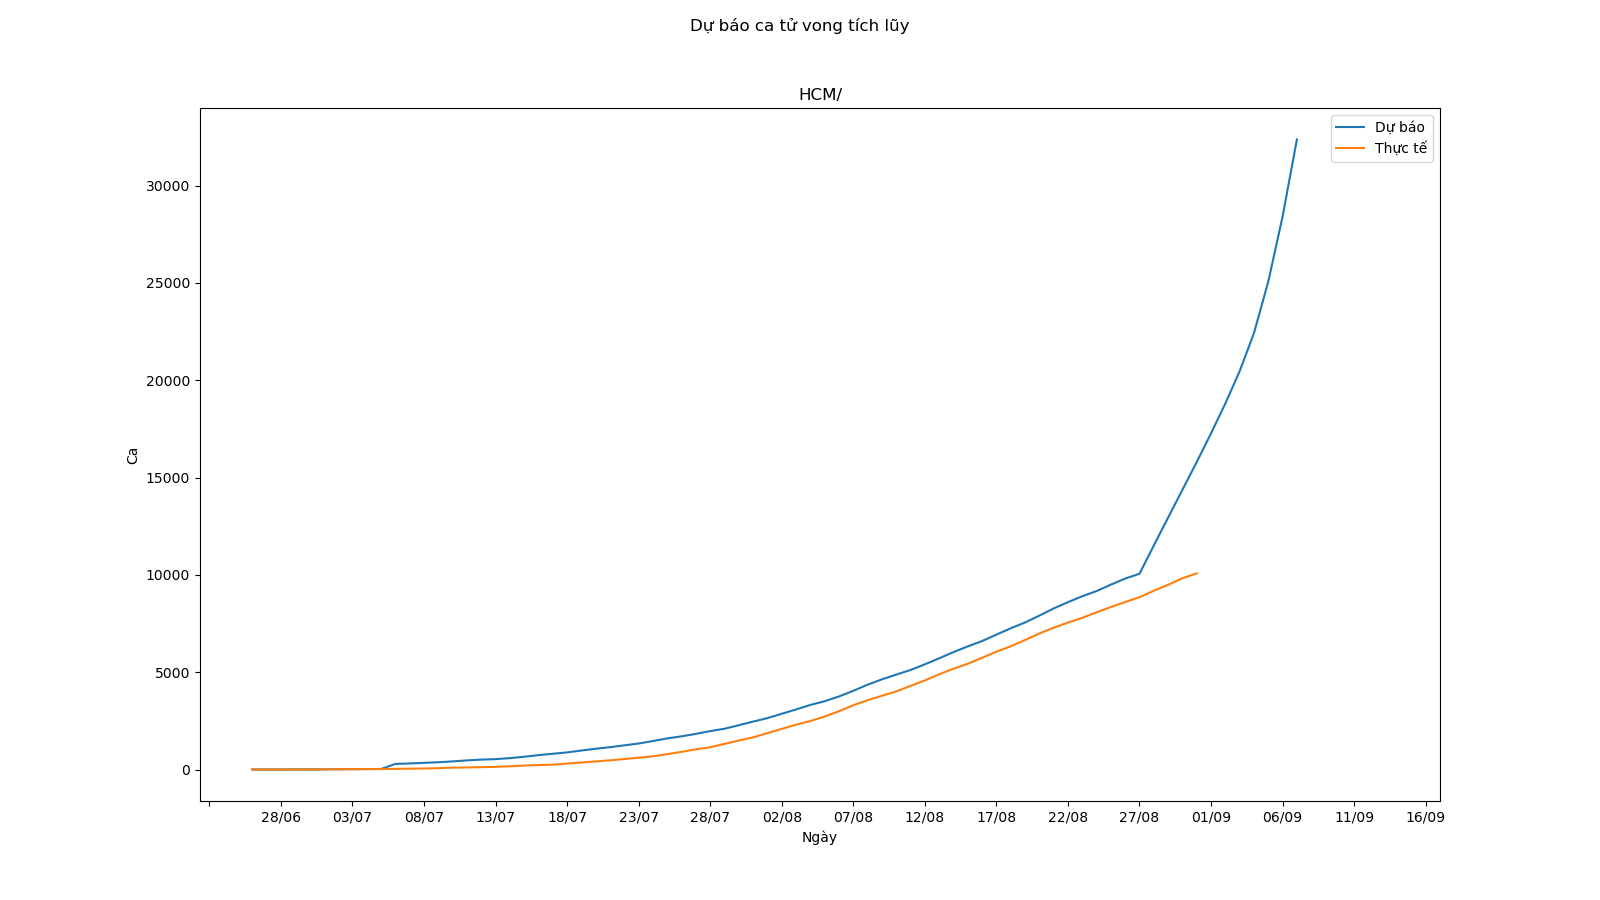 Dự báo ca tử vong tích lũy
HCM/
Dự báo
Thực tế
30000
25000
20000
15000
10000
5000
0
Ca
28/06 03/07 08/07 13/07 18/07 23/07 28/07 02/08 07/08 12/08 17/08 22/08 27/08 01/09 06/09 11/09 16/09
Ngày